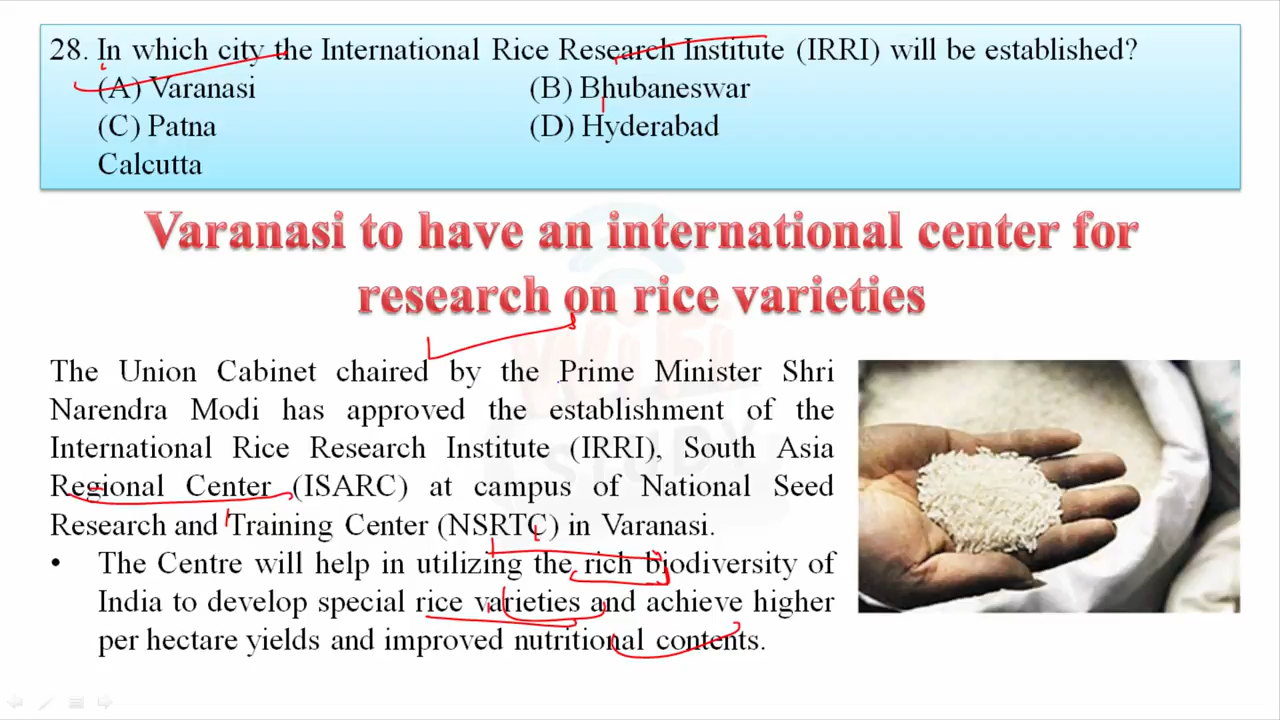 28. In which city the International Rice Research Institute (IRRI) will be established?
(A) Varanasi (B) Bhubaneswar
(C) Patna (D) Hyderabad
Calcutta
Varanasi to have an international center for
research on rice varieties
The Union Cabinet chaired by the Prime Minister Shri
Narendra Modi has approved the establishment of the
International Rice Research Institute (IRRI), South Asia
Regional Center (ISARC) at campus of National Seed
Research and Training Center (NSRTC) in Varanasi.
• The Centre will help in utilizing the rich biodiversity of
India to develop special rice varieties and achieve higher
per hectare yields and improved nutritional contents.
WiFi
STUDY